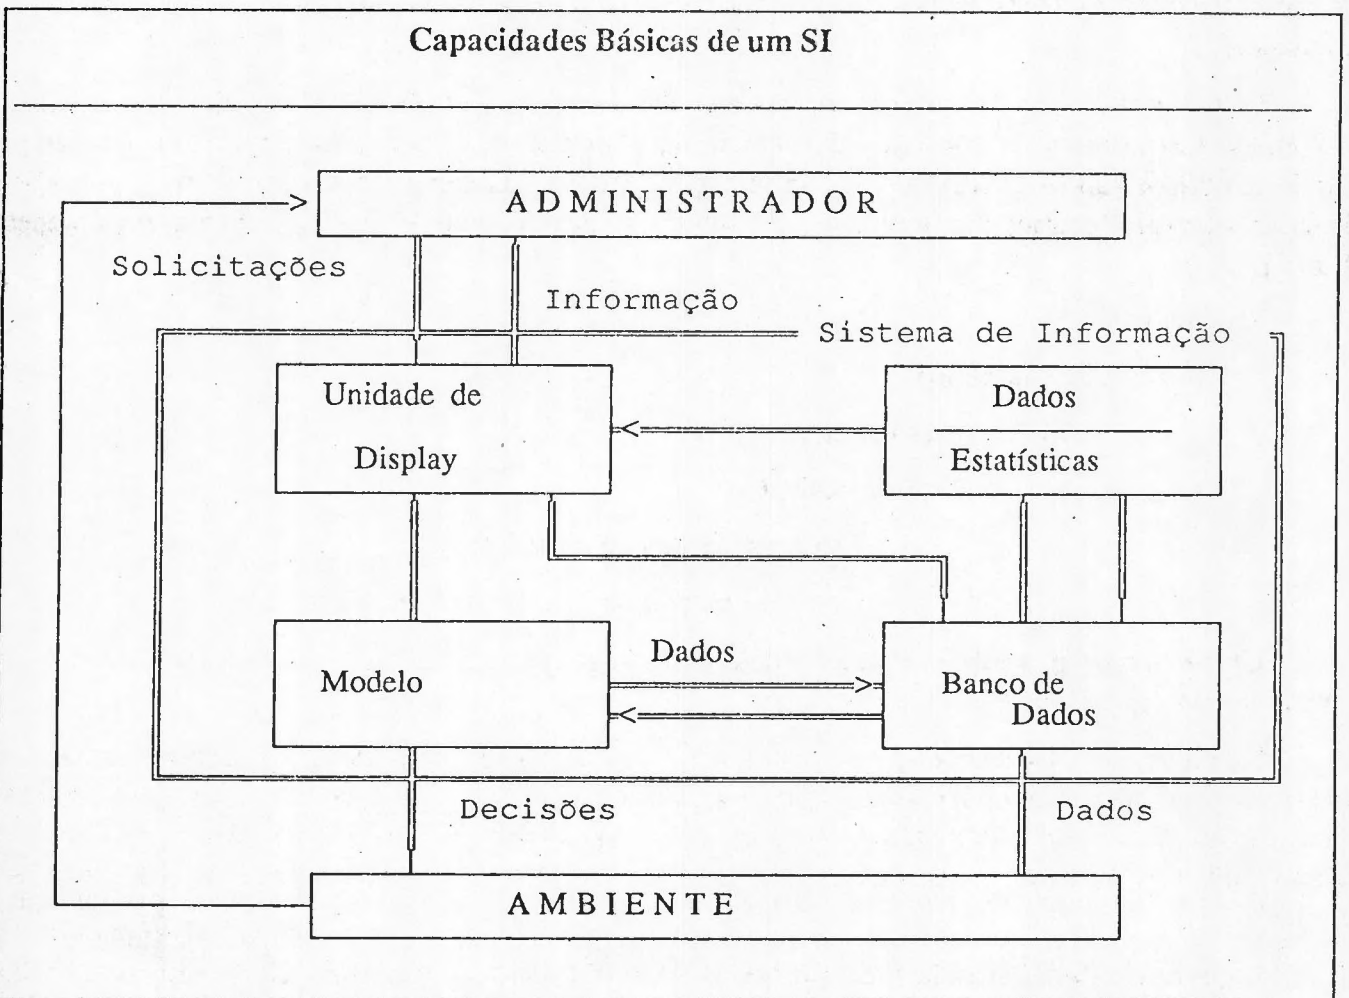 Capacidades Básicas de um SI
ADMINISTRADOR
Solicitações
Informação
Sistema de Informação
Unidade de
Display
Dados
Estatísticas
Modelo
Dados
Banco de
Dados
Decisões
Dados
AMBIENTE